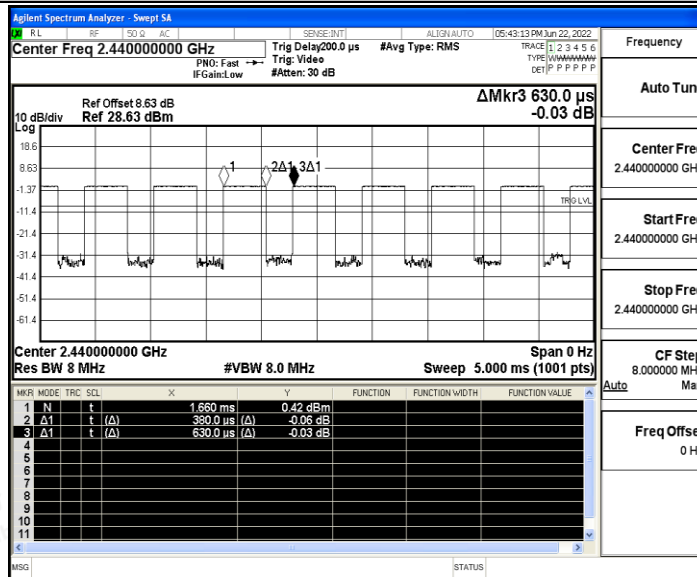 Agilent Spectrum Analyzer - Swept SA
RL RF 50 Ω AC SENSE:INT ALIGN AUTO 05:43:13 PM Jun 22, 2022
Center Freq 2.440000000 GHz
PNO: Fast
IFGain:Low
Trig Delay200.0 µs
Trig: Video
#Atten: 30 dB
#Avg Type: RMS
TRACE 1 2 3 4 5 6
TYPE
DET P P P P P P
ΔMkr3 630.0 µs
-0.03 dB
Ref Offset 8.63 dB
10 dB/div Ref 28.63 dBm
Log
18.6
8.63
-1.37
-11.4
-21.4
-31.4
-41.4
-51.4
-61.4
1
2Δ1
3Δ1
TRIG LVL
Center 2.440000000 GHz Span 0 Hz
Res BW 8 MHz #VBW 8.0 MHz Sweep 5.000 ms (1001 pts)
MKR MODE TRC SCL X Y FUNCTION FUNCTION WIDTH FUNCTION VALUE
1 N t 1.660 ms 0.42 dBm
2 Δ1 t (Δ) 380.0 µs (Δ) -0.06 dB
3 Δ1 t (Δ) 630.0 µs (Δ) -0.03 dB
4
5
6
7
8
9
10
11
MSG STATUS
Frequency
Auto Tun
Center Fre
2.440000000 GH
Start Fre
2.440000000 GH
Stop Fre
2.440000000 GH
CF Step
8.000000 MH
Auto Ma
Freq Offse
0 H